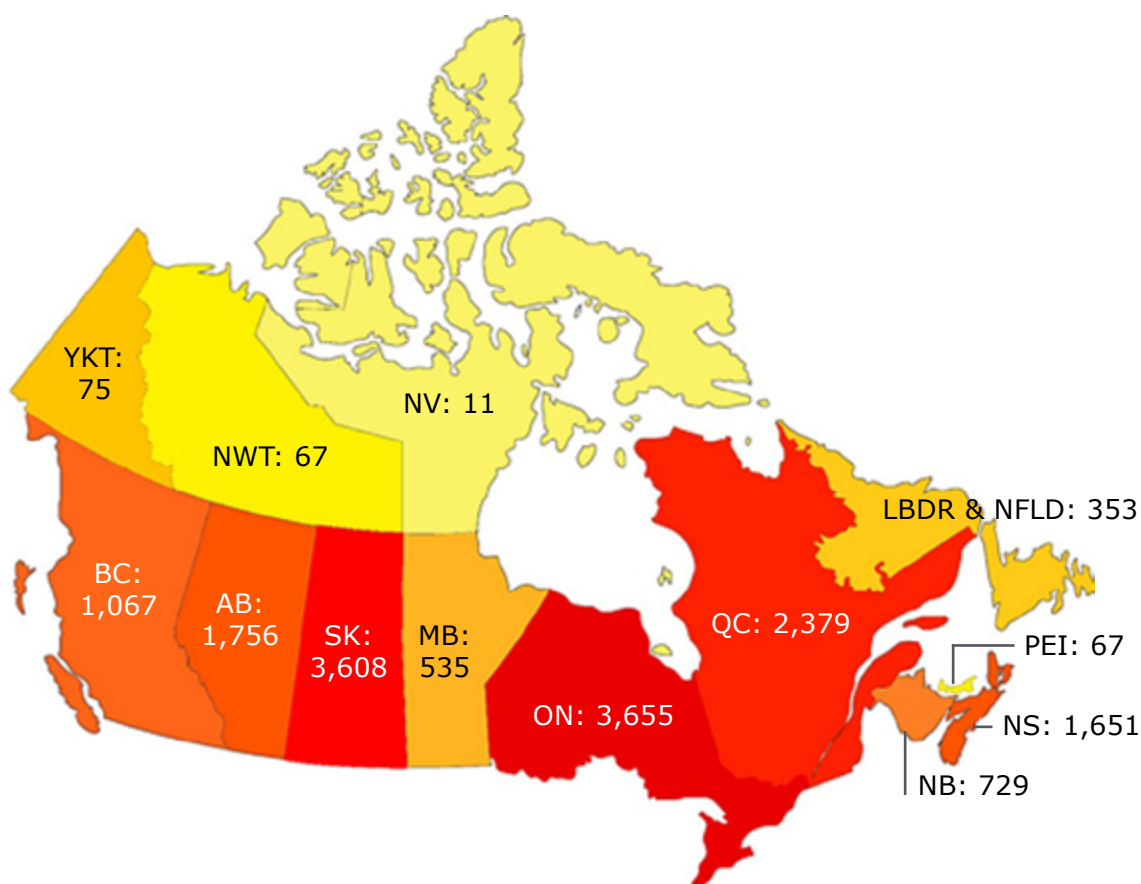 YKT:
75
NV: 11
NWT: 67
LBDR & NFLD: 353
BC:
1,067
AB:
1,756
SK:
3,608
MB:
535
QC: 2,379
PEI: 67
ON: 3,655
NS: 1,651
NB: 729